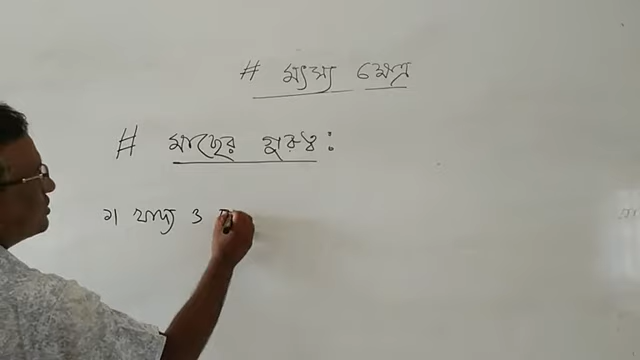 # মৎস্য ক্ষেত্র
# মাছের গুরুত্ব :
১। খাদ্য ও